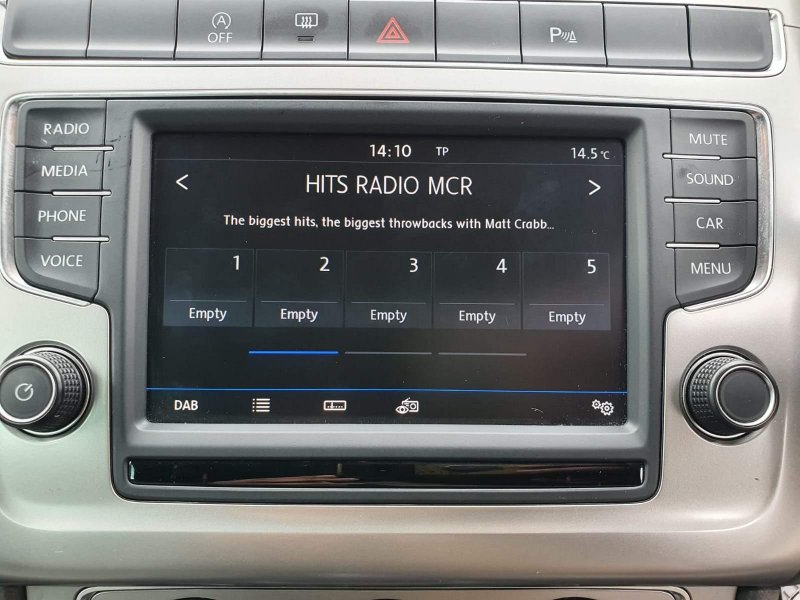 A OFF
P
RADIO
MEDIA
PHONE
VOICE
MUTE
SOUND
CAR
MENU
14:10 TP 14.5°C
< HITS RADIO MCR >
The biggest hits, the biggest throwbacks with Matt Crabb...
1 2 3 4 5
Empty Empty Empty Empty Empty
DAB